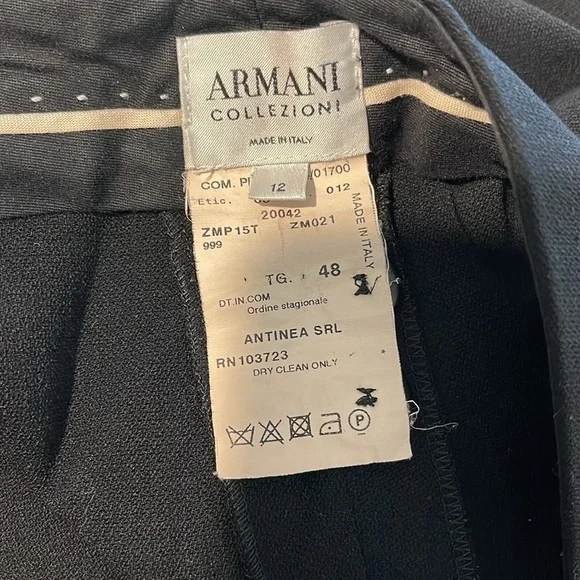 ARMANI
COLLEZIONI
MADE IN ITALY
12
COM. /01700
Etic. 012
20042
ZMP15T ZM021
999
MADE IN ITALY
TG. 48
DT.IN.COM
Ordine stagionale
ANTINEA SRL
RN103723
DRY CLEAN ONLY
P